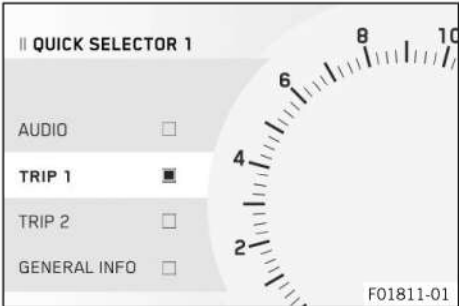 QUICK SELECTOR 1
AUDIO
TRIP 1
TRIP 2
GENERAL INFO
2
4
6
8
10
F01811-01